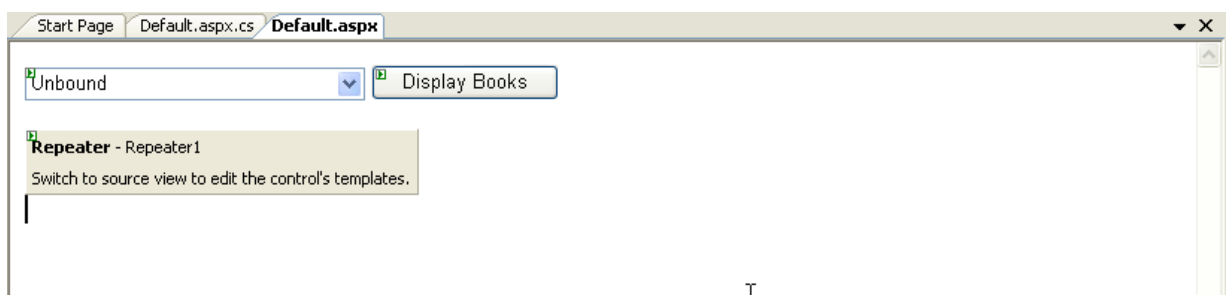 Start Page Default.aspx.cs Default.aspx
Unbound Display Books
Repeater - Repeater1
Switch to source view to edit the control's templates.